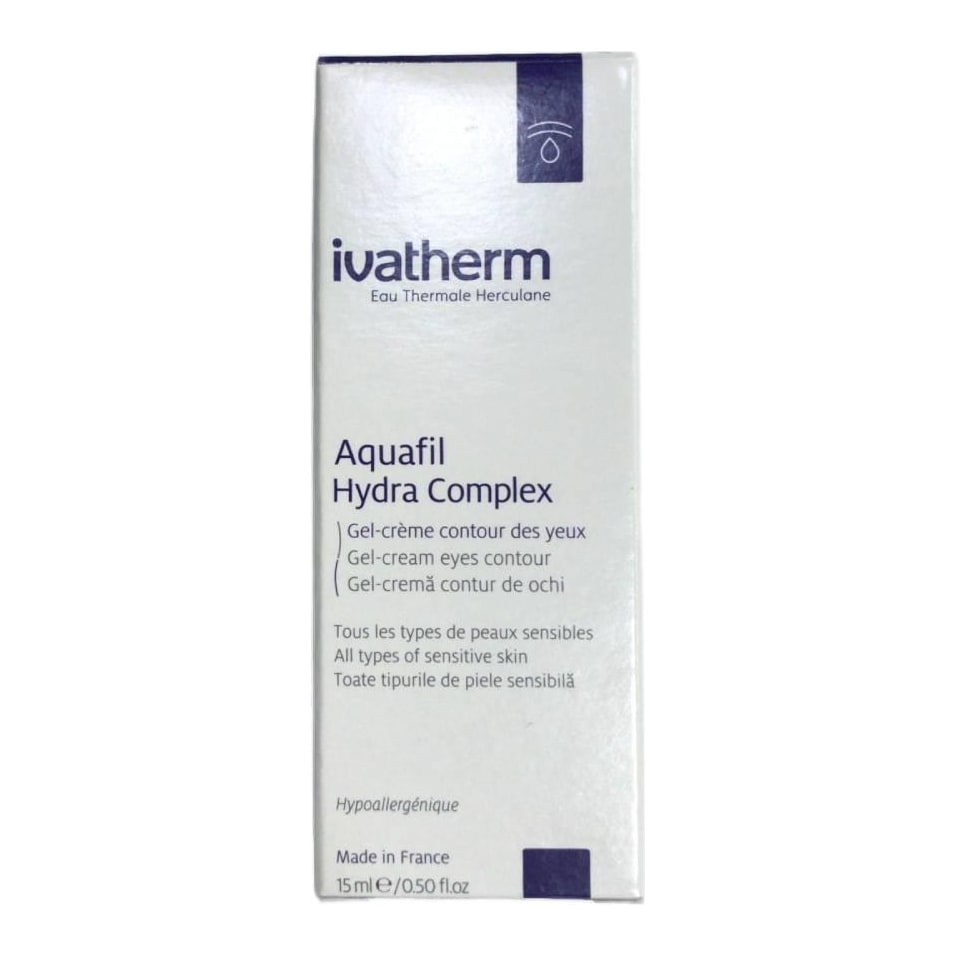 ivatherm
Eau Thermale Herculane
Aquafil
Hydra Complex
Gel-crème contour des yeux
Gel-cream eyes contour
Gel-cremă contur de ochi
Tous les types de peaux sensibles
All types of sensitive skin
Toate tipurile de piele sensibilă
Hypoallergénique
Made in France
15 ml ℮/0.50 fl.oz